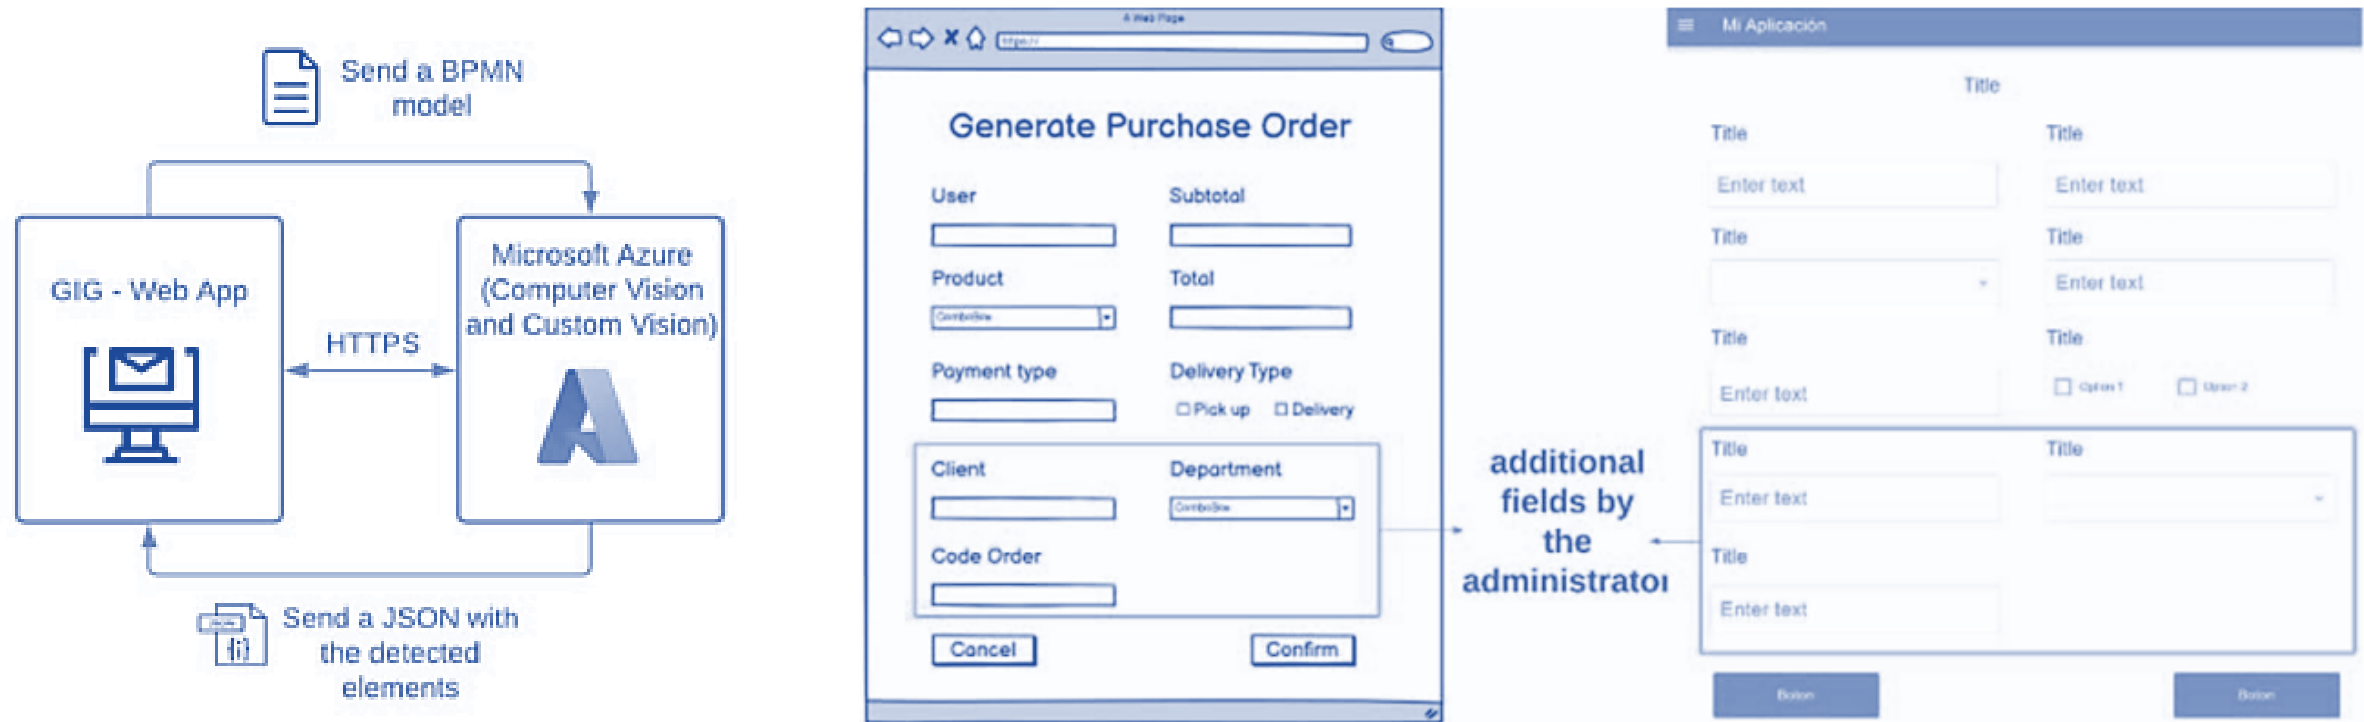 Send a BPMN
model
GIG - Web App
HTTPS
Microsoft Azure
(Computer Vision
and Custom Vision)
Send a JSON with
the detected
elements
A Web Page
https://
Generate Purchase Order
User
Subtotal
Product
Total
ComboBox
Payment type
Delivery Type
Pick up
Delivery
Client
Department
ComboBox
Code Order
Cancel
Confirm
additional
fields by
the
administrator
Mi Aplicación
Title
Title
Title
Enter text
Enter text
Title
Title
Enter text
Title
Title
Enter text
Option 1
Option 2
Title
Title
Enter text
Title
Enter text
Boton
Boton